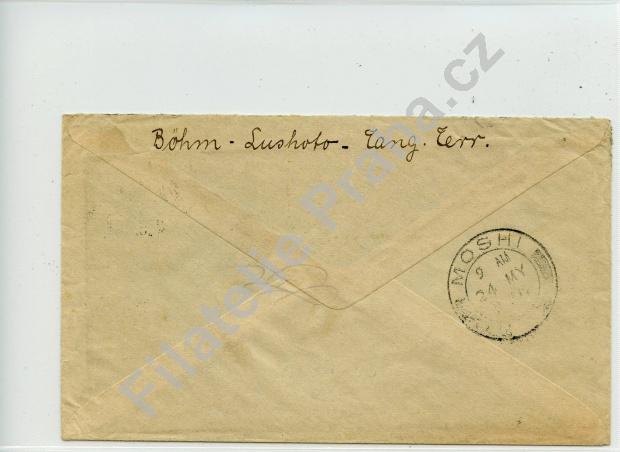 Böhm - Lushoto - Tang. Terr.
MOSHI
9 AM
24 MY
Filatelie Praha.cz